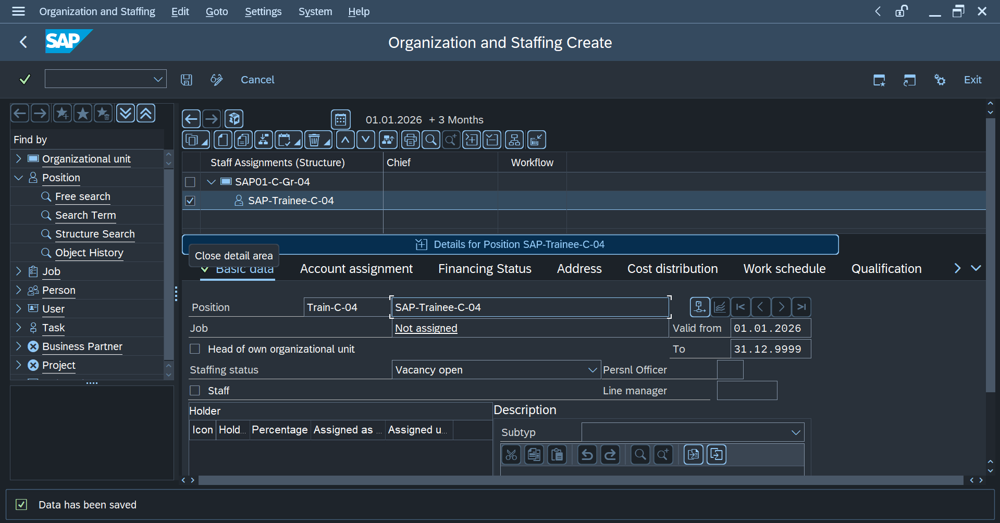 Organization and Staffing Edit Goto Settings System Help
SAP
Organization and Staffing Create
Cancel
Exit
01.01.2026 + 3 Months
Find by
Organizational unit
Position
Free search
Search Term
Structure Search
Object History
Job
Person
User
Task
Business Partner
Project
Staff Assignments (Structure) Chief Workflow
SAP01-C-Gr-04
SAP-Trainee-C-04
Details for Position SAP-Trainee-C-04
Close detail area
Basic data Account assignment Financing Status Address Cost distribution Work schedule Qualification
Position Train-C-04 SAP-Trainee-C-04
Job Not assigned Valid from 01.01.2026
Head of own organizational unit To 31.12.9999
Staffing status Vacancy open Persnl Officer
Staff Line manager
Holder
Icon Hold... Percentage Assigned as ... Assigned u...
Description
Subtyp
Data has been saved